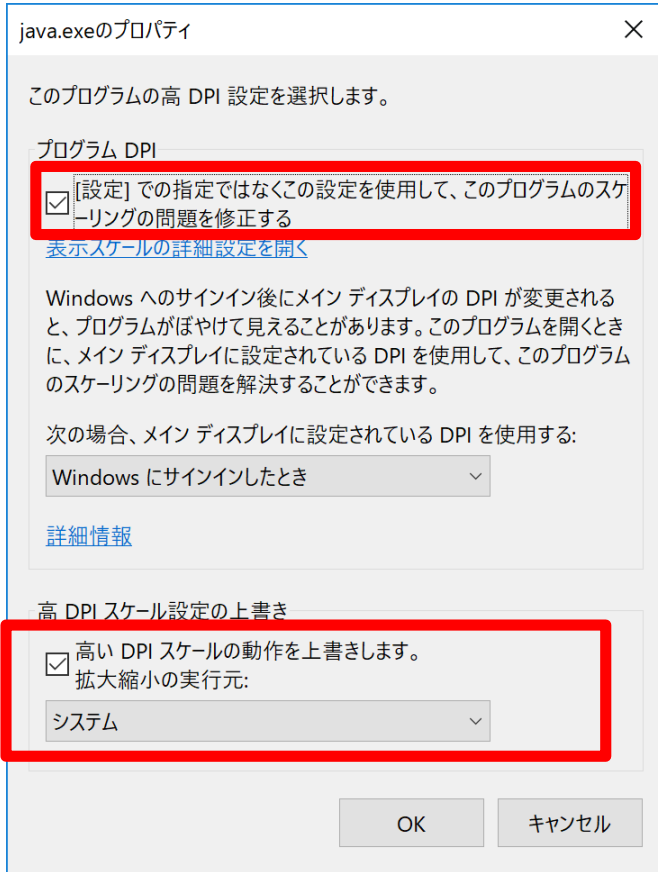 java.exeのプロパティ
このプログラムの高 DPI 設定を選択します。
プログラム DPI
[設定] での指定ではなくこの設定を使用して、このプログラムのスケ
ーリングの問題を修正する
表示スケールの詳細設定を開く
Windows へのサインイン後にメイン ディスプレイの DPI が変更される
と、プログラムがぼやけて見えることがあります。このプログラムを開くとき
に、メイン ディスプレイに設定されている DPI を使用して、このプログラム
のスケーリングの問題を解決することができます。
次の場合、メイン ディスプレイに設定されている DPI を使用する:
Windows にサインインしたとき
詳細情報
高 DPI スケール設定の上書き
高い DPI スケールの動作を上書きします。
拡大縮小の実行元:
システム
OK キャンセル